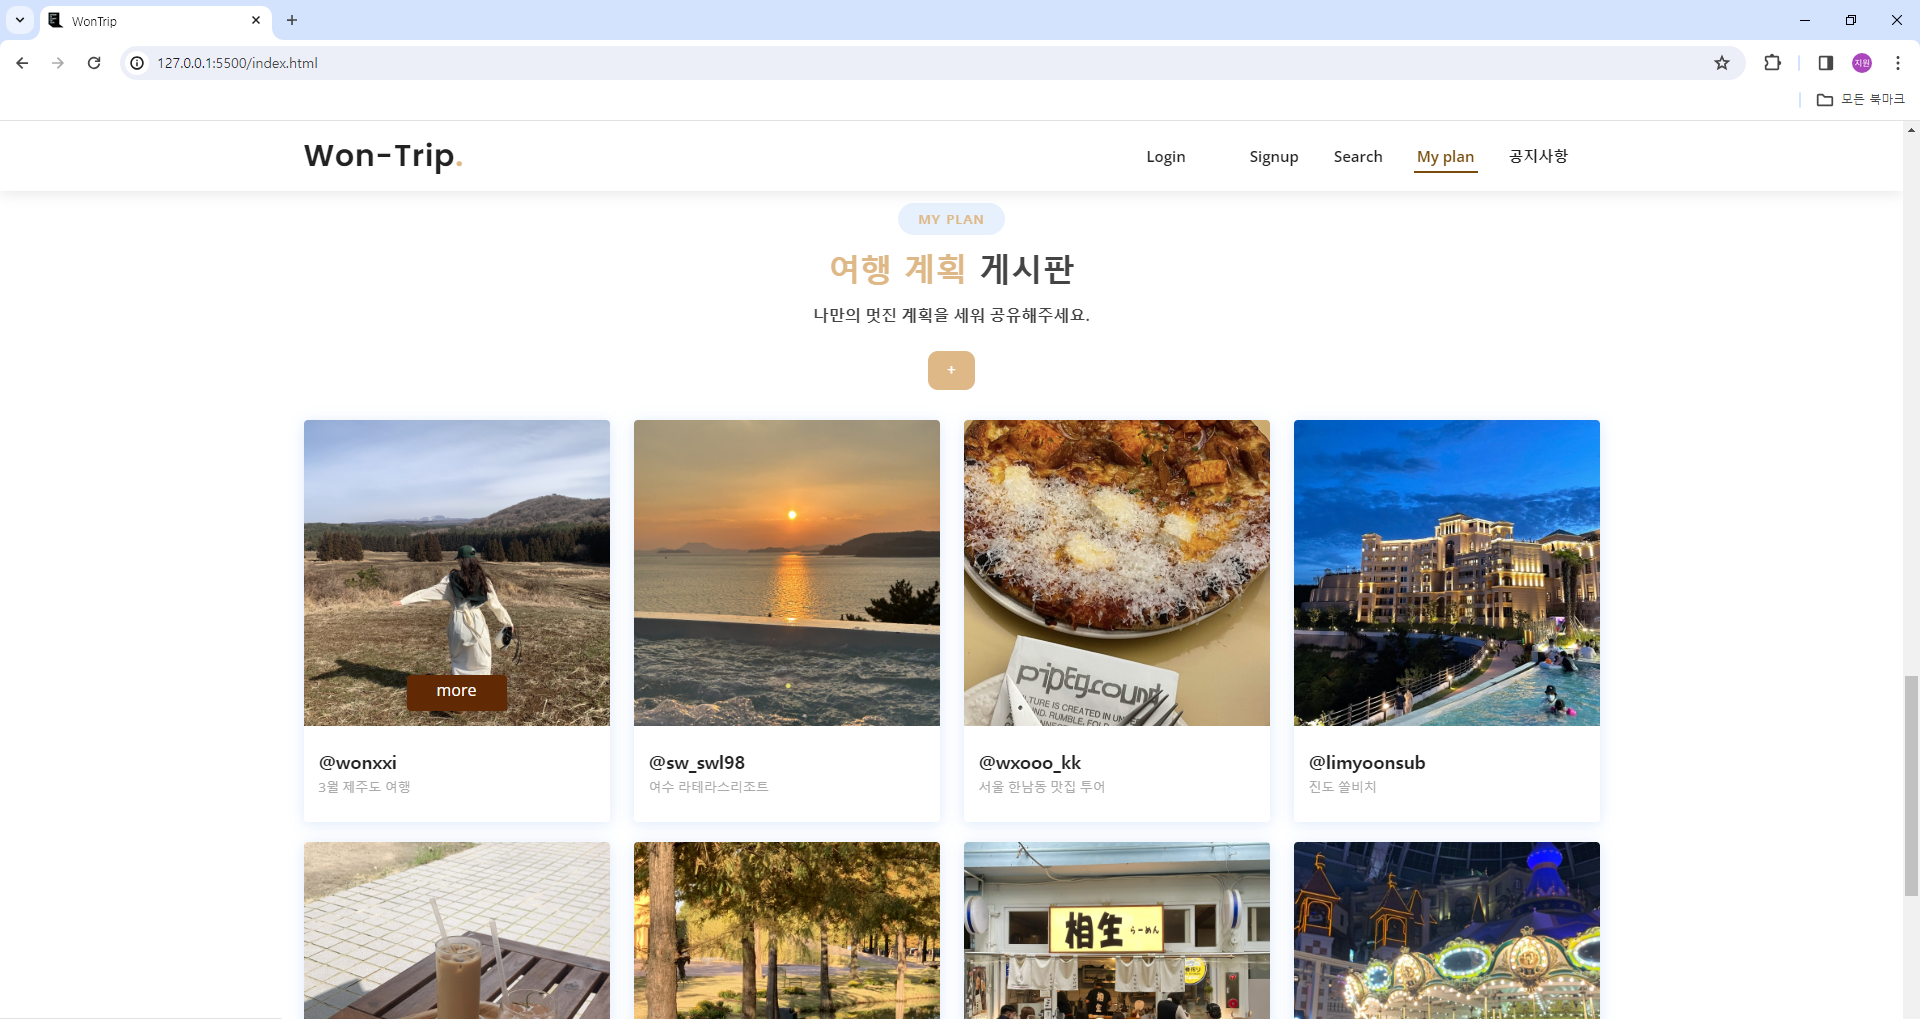 WonTrip
127.0.0.1:5500/index.html
지원
모든 북마크
Won-Trip.
Login Signup Search My plan 공지사항
MY PLAN
여행 계획 게시판
나만의 멋진 계획을 세워 공유해주세요.
+
more
pipeground
LTURE IS CREATED IN UN
ND. RUMBLE, FOL
@wonxxi
3월 제주도 여행
@sw_swl98
여수 라테라스리조트
@wxooo_kk
서울 한남동 맛집 투어
@limyoonsub
진도 쏠비치
相生 らーめん